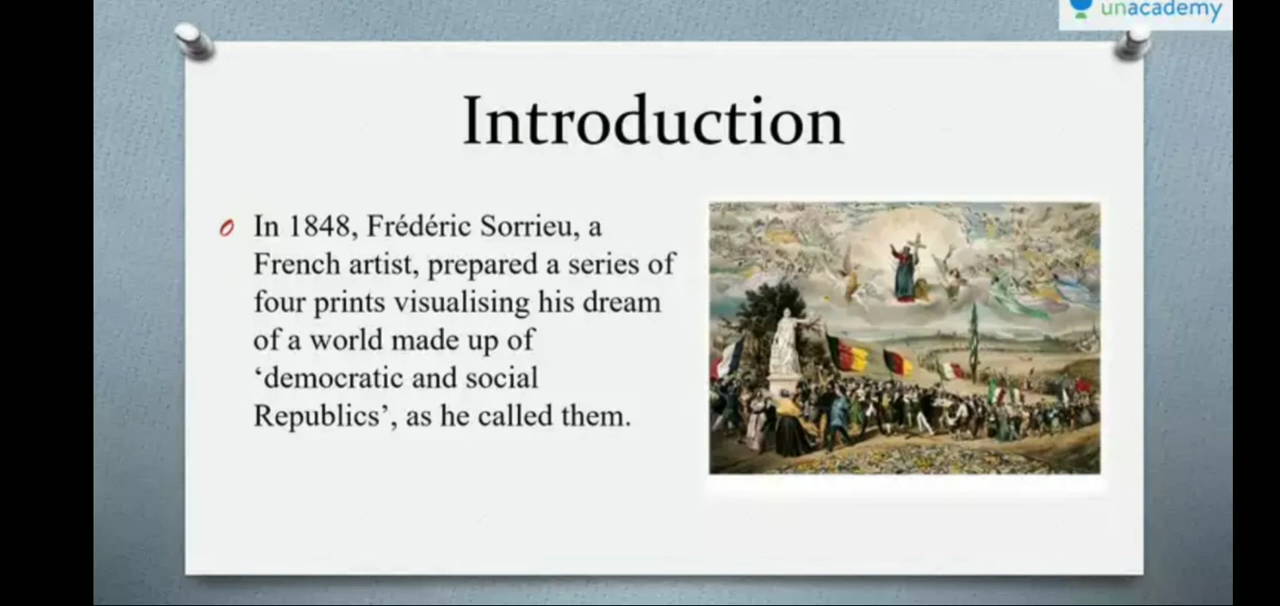 unacademy
Introduction
In 1848, Frédéric Sorrieu, a
French artist, prepared a series of
four prints visualising his dream
of a world made up of
‘democratic and social
Republics’, as he called them.